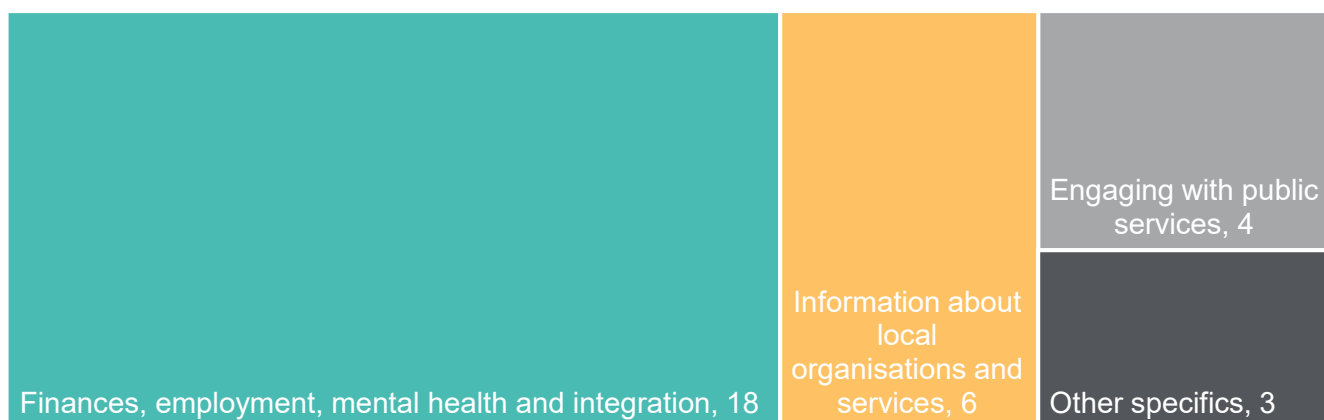 Finances, employment, mental health and integration, 18
Information about
local
organisations and
services, 6
Engaging with public
services, 4
Other specifics, 3